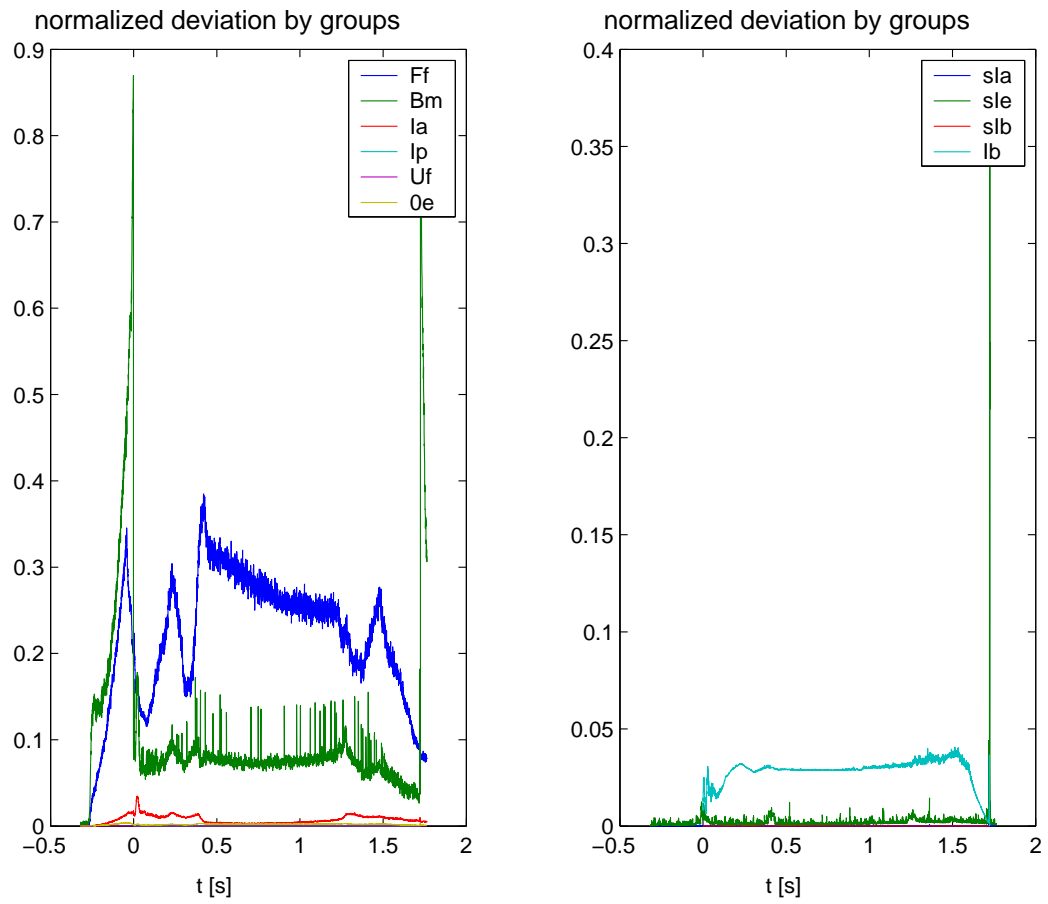 normalized deviation by groups
0.9
0.8
0.7
0.6
0.5
0.4
0.3
0.2
0.1
0
−0.5
0
0.5
1
1.5
2
t [s]
Ff
Bm
Ia
Ip
Uf
0e
normalized deviation by groups
0.4
0.35
0.3
0.25
0.2
0.15
0.1
0.05
0
−0.5
0
0.5
1
1.5
2
t [s]
sIa
sIe
sIb
Ib